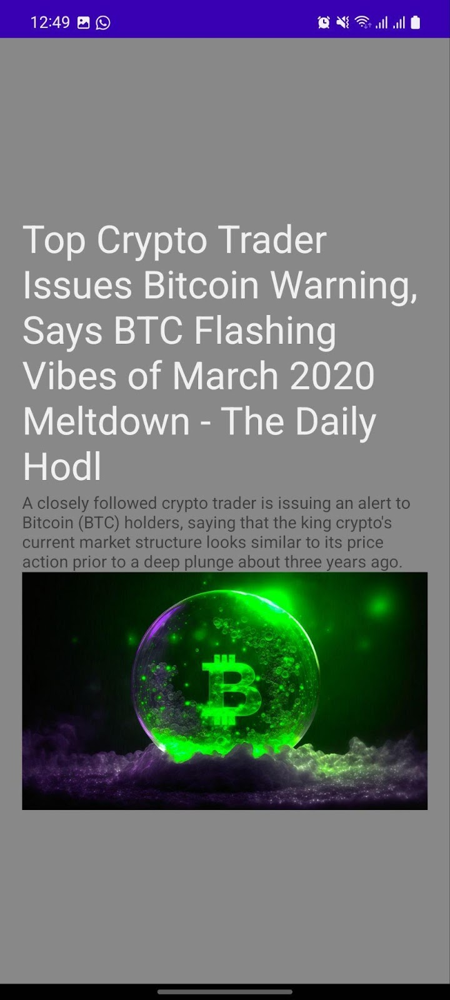 12:49
Top Crypto Trader
Issues Bitcoin Warning,
Says BTC Flashing
Vibes of March 2020
Meltdown - The Daily
Hodl
A closely followed crypto trader is issuing an alert to
Bitcoin (BTC) holders, saying that the king crypto's
current market structure looks similar to its price
action prior to a deep plunge about three years ago.